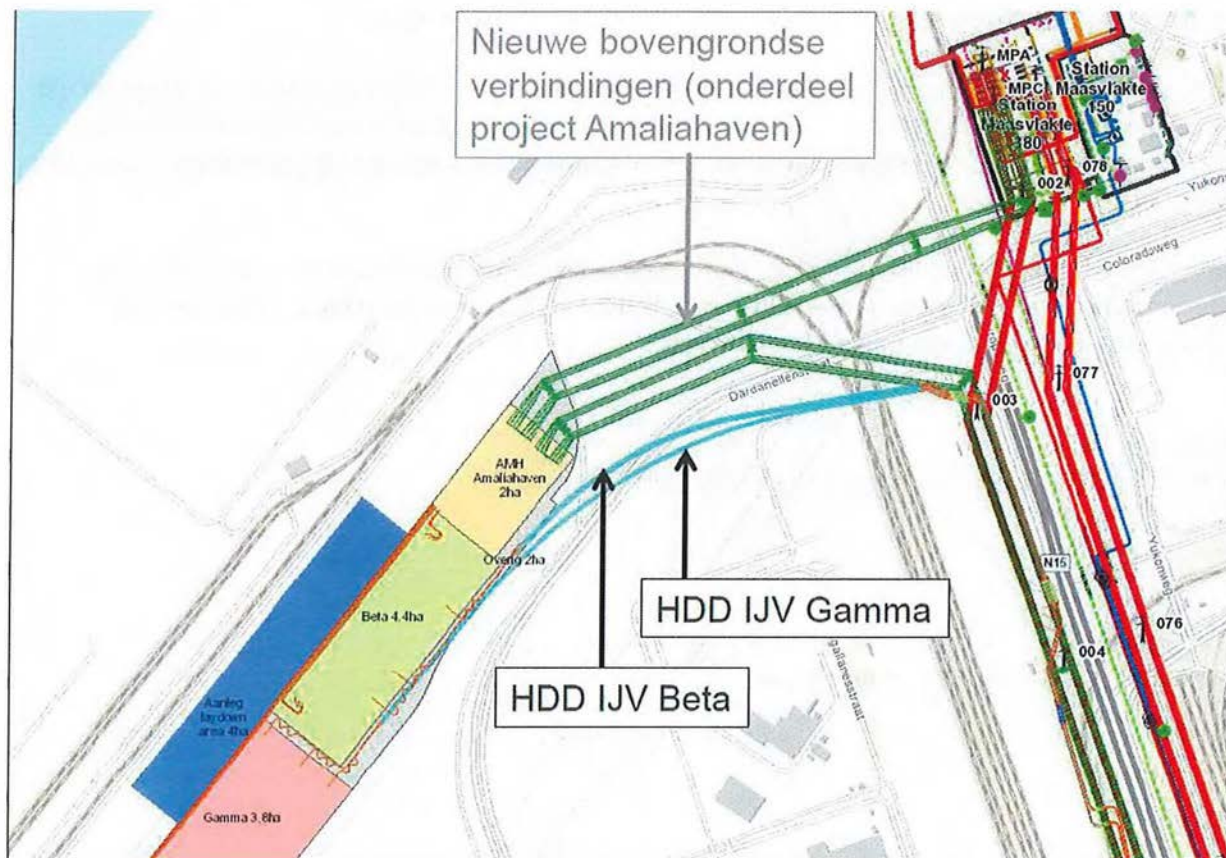 Nieuwe bovengrondse
verbindingen (onderdeel
project Amaliahaven)
MPA
MPC
Station
Maasvlakte
380
Station
Maasvlakte
150
002
078
Coloradoweg
Dardanellenstraat
003
077
AMH
Amaliahaven
2ha
Overig 2ha
N15
Yukonweg
Beta 4,4ha
HDD IJV Gamma
076
004
HDD IJV Beta
Aanleg
laydown
area 4ha
Gamma 3,8ha